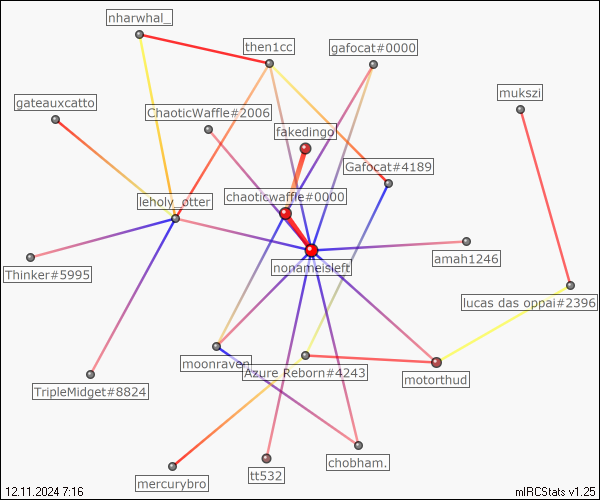 nharwhal_
then1cc
gafocat#0000
mukszi
gateauxcatto
ChaoticWaffle#2006
fakedingo
Gafocat#4189
leholy_otter
chaoticwaffle#0000
nonameisleft
amah1246
Thinker#5995
lucas das oppai#2396
moonraven
Azure Reborn#4243
motorthud
TripleMidget#8824
mercurybro
tt532
chobham.
12.11.2024 7:16
mIRCStats v1.25